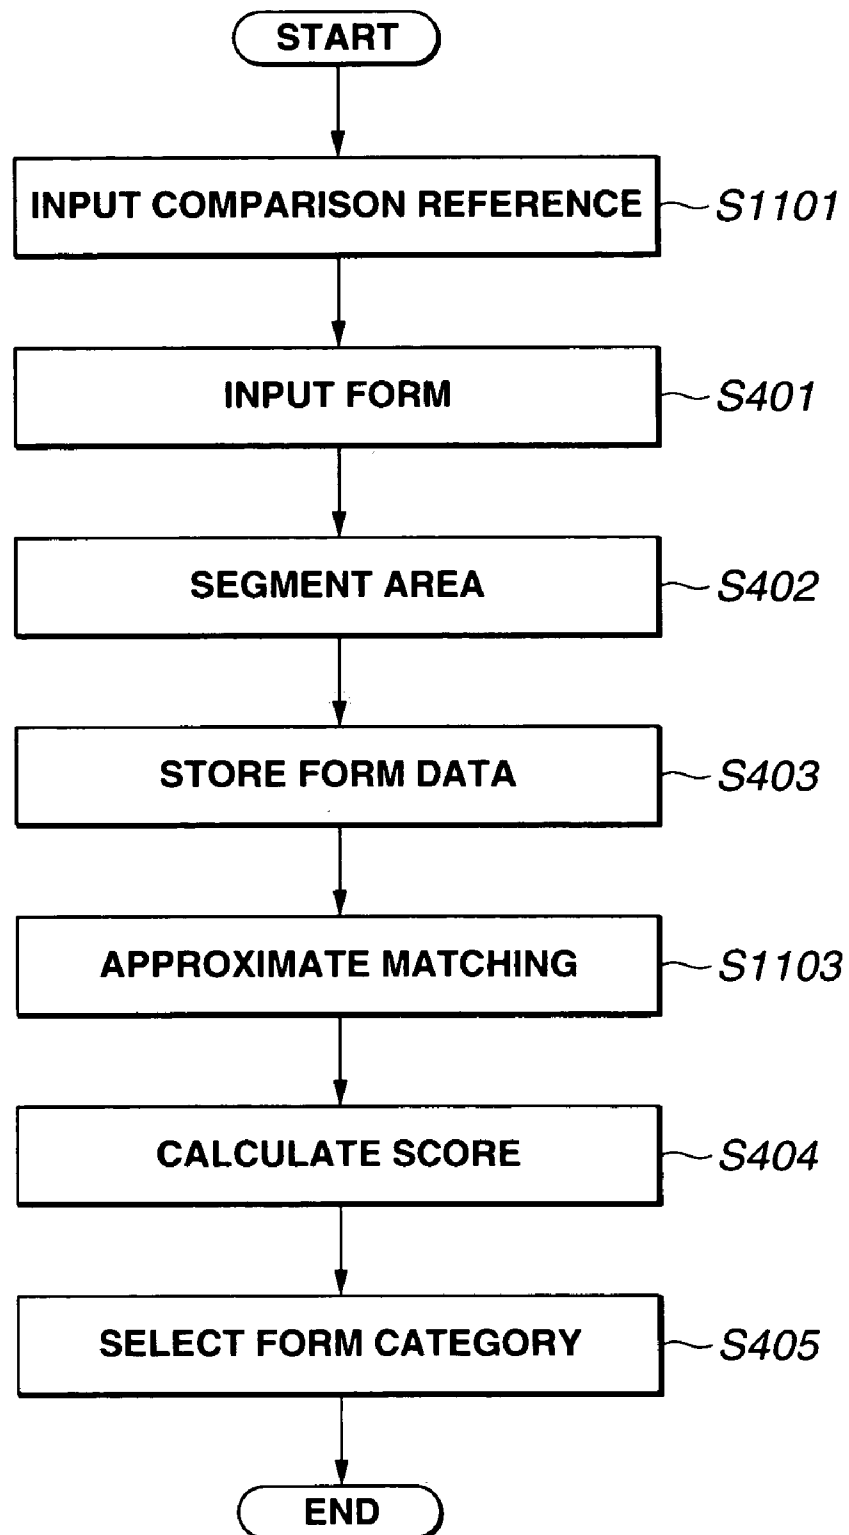 START
INPUT COMPARISON REFERENCE
S1101
INPUT FORM
S401
SEGMENT AREA
S402
STORE FORM DATA
S403
APPROXIMATE MATCHING
S1103
CALCULATE SCORE
S404
SELECT FORM CATEGORY
S405
END